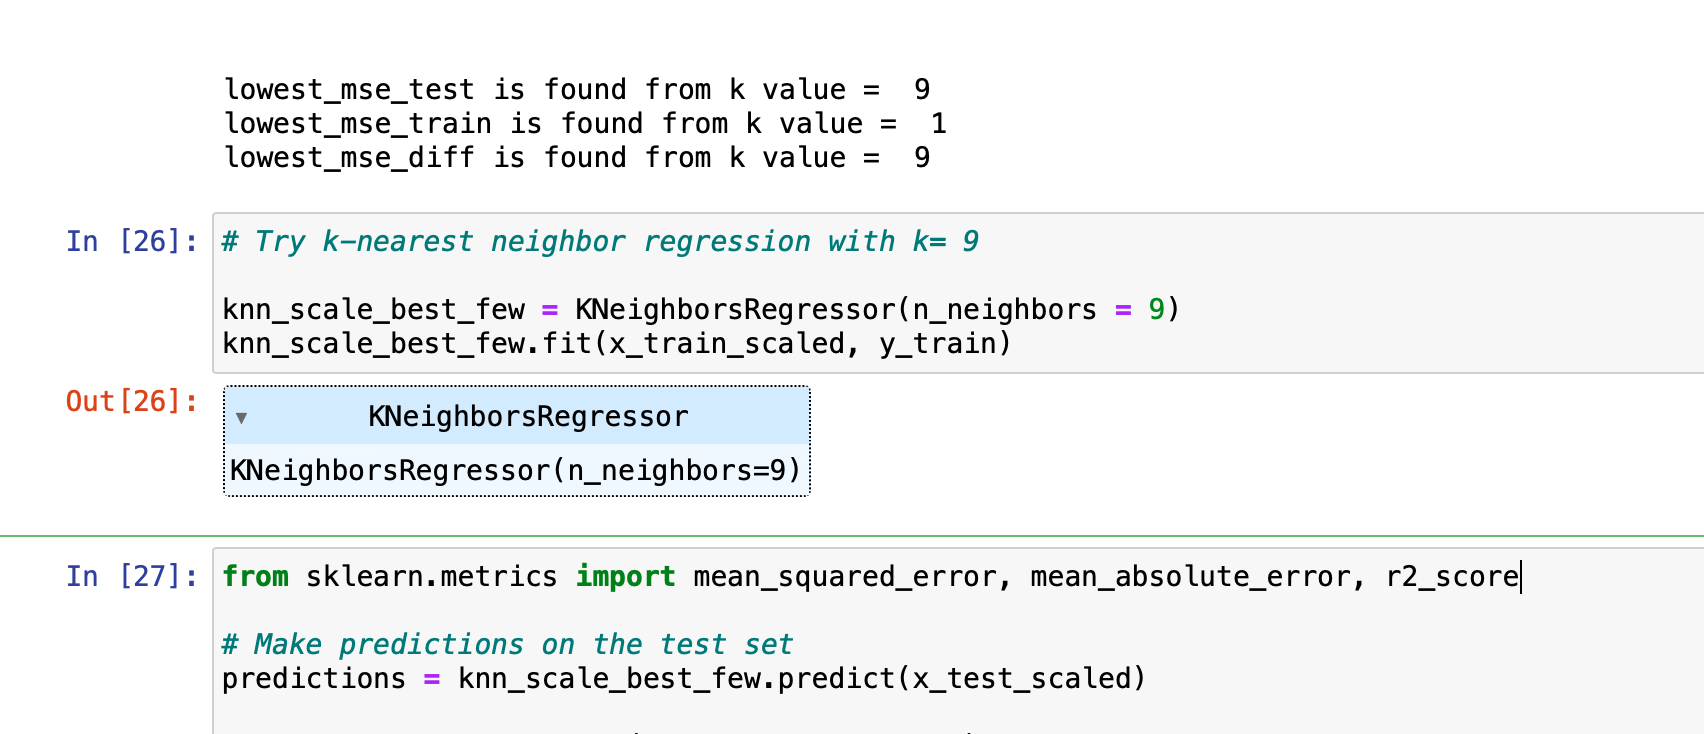 lowest_mse_test is found from k value =  9
lowest_mse_train is found from k value =  1
lowest_mse_diff is found from k value =  9
In [26]: # Try k-nearest neighbor regression with k= 9
knn_scale_best_few = KNeighborsRegressor(n_neighbors = 9)
knn_scale_best_few.fit(x_train_scaled, y_train)
Out[26]: ▼ KNeighborsRegressor
KNeighborsRegressor(n_neighbors=9)
In [27]: from sklearn.metrics import mean_squared_error, mean_absolute_error, r2_score
# Make predictions on the test set
predictions = knn_scale_best_few.predict(x_test_scaled)